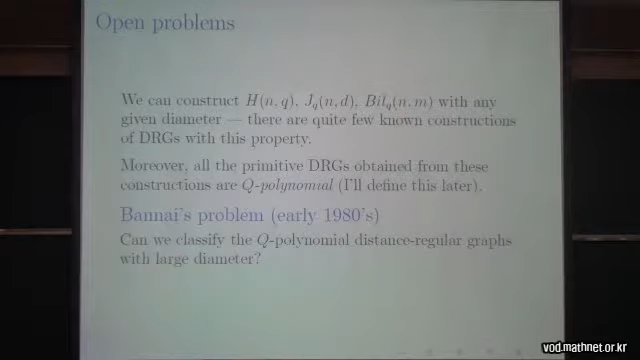 Open problems
We can construct H(n, q), J_q(n, d), Bil_q(n, m) with any
given diameter — there are quite few known constructions
of DRGs with this property.
Moreover, all the primitive DRGs obtained from these
constructions are Q-polynomial (I'll define this later).
Bannai's problem (early 1980's)
Can we classify the Q-polynomial distance-regular graphs
with large diameter?
vod.mathnet.or.kr